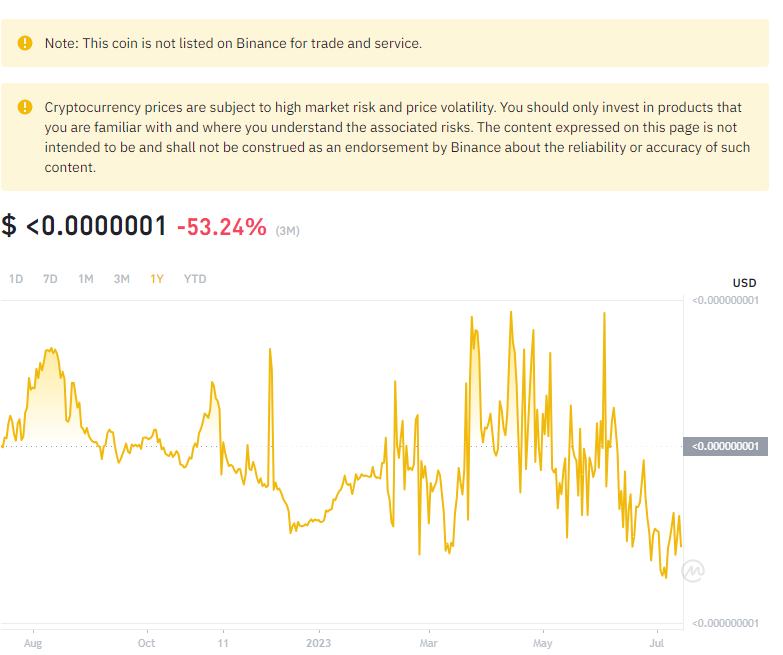 Note: This coin is not listed on Binance for trade and service.
Cryptocurrency prices are subject to high market risk and price volatility. You should only invest in products that
you are familiar with and where you understand the associated risks. The content expressed on this page is not
intended to be and shall not be construed as an endorsement by Binance about the reliability or accuracy of such
content.
$ <0.0000001 -53.24% (3M)
1D 7D 1M 3M 1Y YTD
USD
<0.000000001
<0.000000001
<0.000000001
Aug Oct 11 2023 Mar May Jul